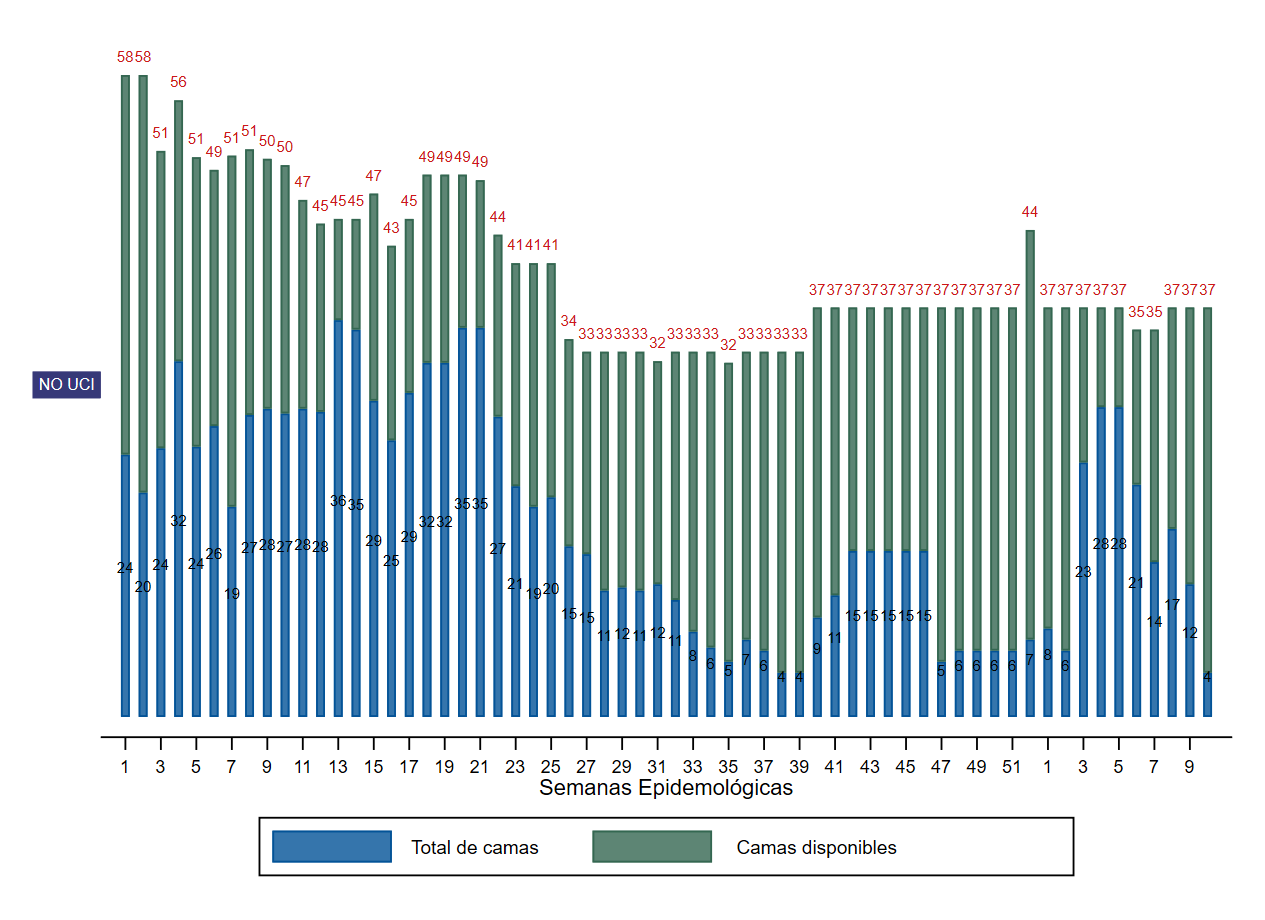 58 58 51 56 51 49 51 51 50 50 47 45 45 45 47 43 45 49 49 49 49 44 41 41 41 34 33 33 33 33 32 33 33 33 32 33 33 33 33 37 37 37 37 37 37 37 37 37 37 37 37 44 37 37 37 37 37 35 35 37 37 37
NO UCI
24 20 24 32 24 26 19 27 28 27 28 28 36 35 29 25 29 32 32 35 35 27 21 19 20 15 15 11 12 11 12 11 8 6 5 7 6 4 4 9 11 15 15 15 15 15 5 6 6 6 6 7 8 6 23 28 28 21 14 17 12 4
1 3 5 7 9 11 13 15 17 19 21 23 25 27 29 31 33 35 37 39 41 43 45 47 49 51 1 3 5 7 9
Semanas Epidemológicas
Total de camas
Camas disponibles